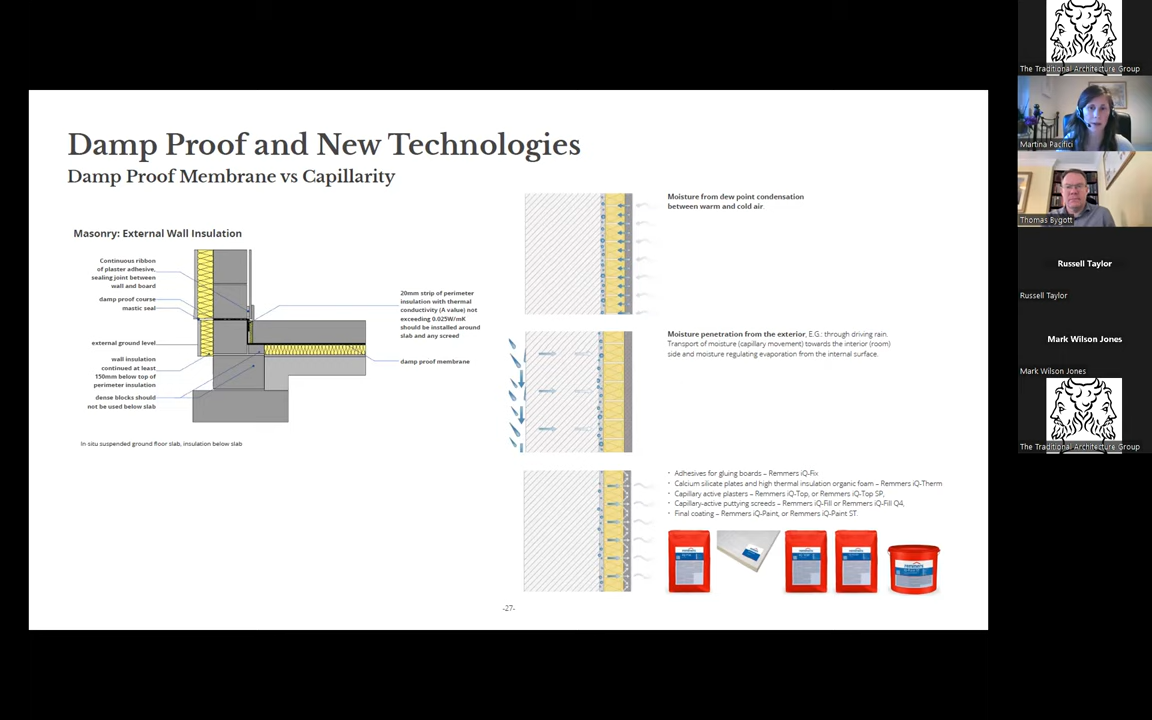 Damp Proof and New Technologies
Damp Proof Membrane vs Capillarity
Masonry: External Wall Insulation
Continuous ribbon
of plaster adhesive,
sealing joint between
wall and board
damp proof course
mastic seal
external ground level
wall insulation
continued at least
150mm below top of
perimeter insulation
dense blocks should
not be used below slab
20mm strip of perimeter
insulation with thermal
conductivity (A value) not
exceeding 0.025W/mK
should be installed around
slab and any screed
damp proof membrane
In situ suspended ground floor slab, insulation below slab
Moisture from dew point condensation
between warm and cold air.
Moisture penetration from the exterior, E.G.: through driving rain.
Transport of moisture (capillary movement) towards the interior (room)
side and moisture regulating evaporation from the internal surface.
· Adhesives for gluing boards – Remmers iQ-Fix
· Calcium silicate plates and high thermal insulation organic foam – Remmers iQ-Therm
· Capillary active plasters – Remmers iQ-Top, or Remmers iQ-Top SP,
· Capillary-active puttying screeds – Remmers iQ-Fill or Remmers iQ-Fill Q4,
· Final coating – Remmers iQ-Paint, or Remmers iQ-Paint ST.
-27-
The Traditional Architecture Group
Martina Pacifici
Thomas Bygott
Russell Taylor
Russell Taylor
Mark Wilson Jones
Mark Wilson Jones
The Traditional Architecture Group